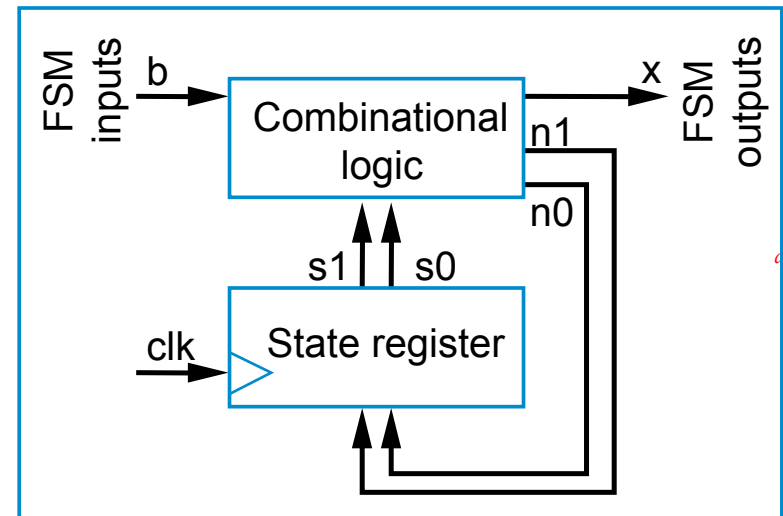 FSM
inputs
b
x
FSM
outputs
Combinational
logic
n1
n0
s1
s0
clk
State register